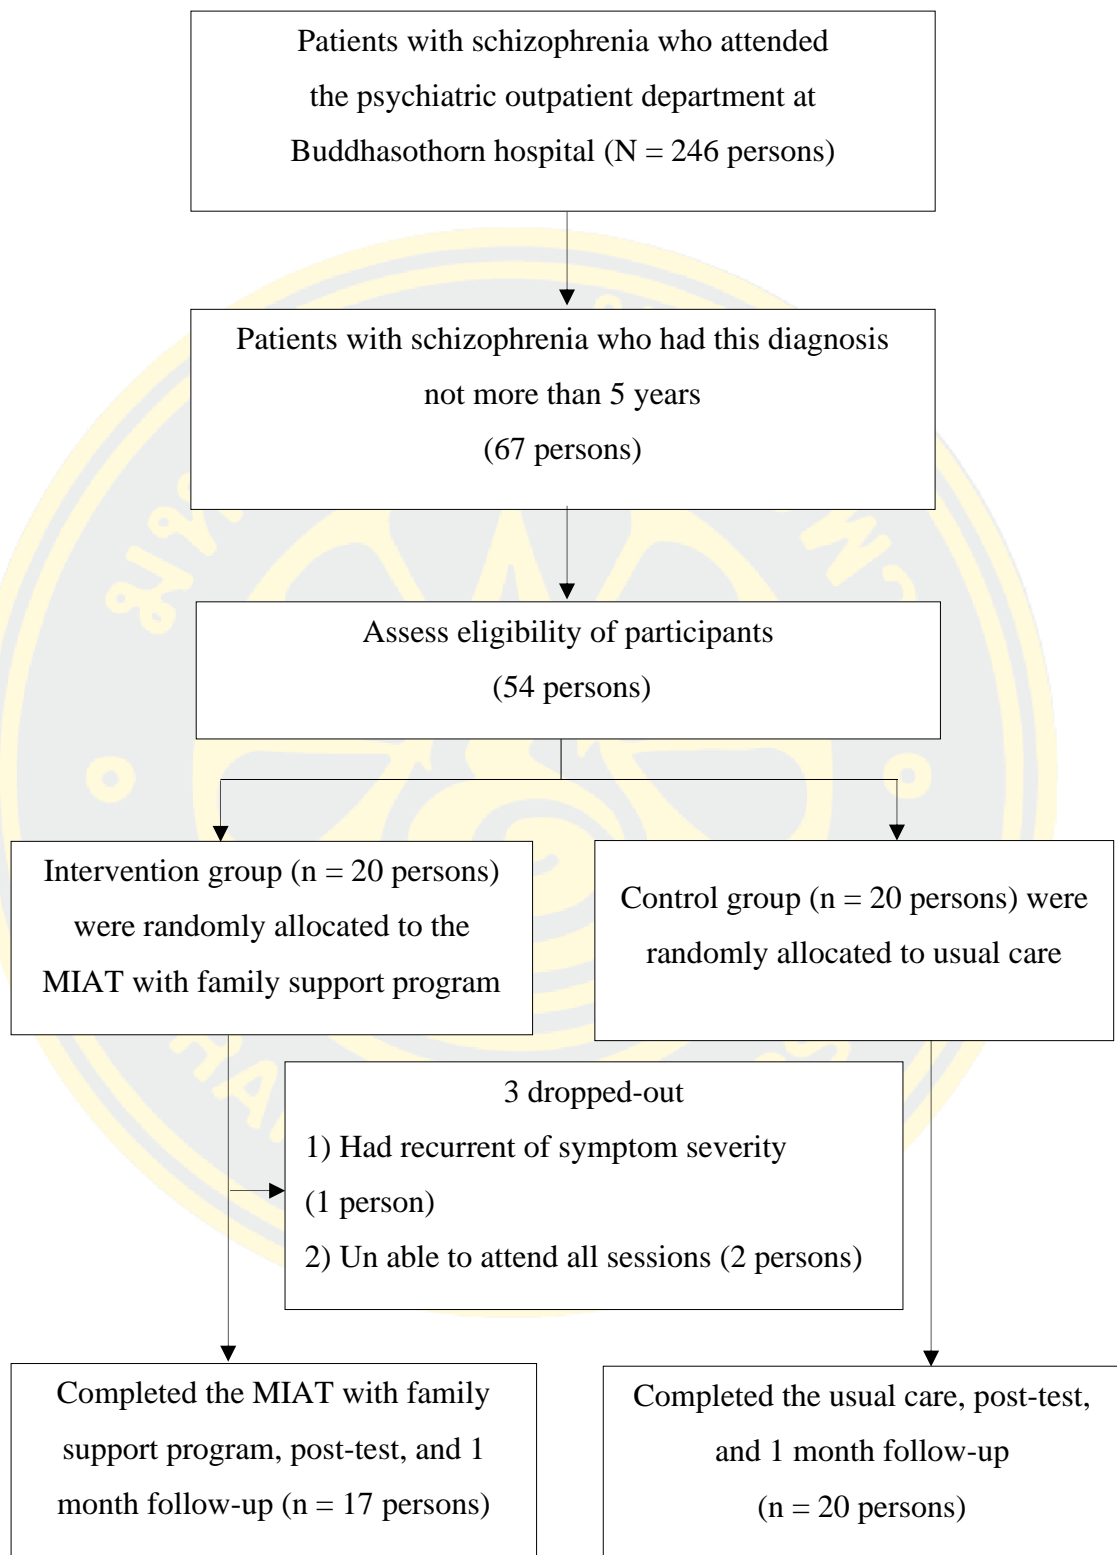 Patients with schizophrenia who attended
the psychiatric outpatient department at
Buddhasothorn hospital (N = 246 persons)
Patients with schizophrenia who had this diagnosis
not more than 5 years
(67 persons)
Assess eligibility of participants
(54 persons)
Intervention group (n = 20 persons)
were randomly allocated to the
MIAT with family support program
Control group (n = 20 persons) were
randomly allocated to usual care
3 dropped-out
1) Had recurrent of symptom severity
(1 person)
2) Un able to attend all sessions (2 persons)
Completed the MIAT with family
support program, post-test, and 1
month follow-up (n = 17 persons)
Completed the usual care, post-test,
and 1 month follow-up
(n = 20 persons)